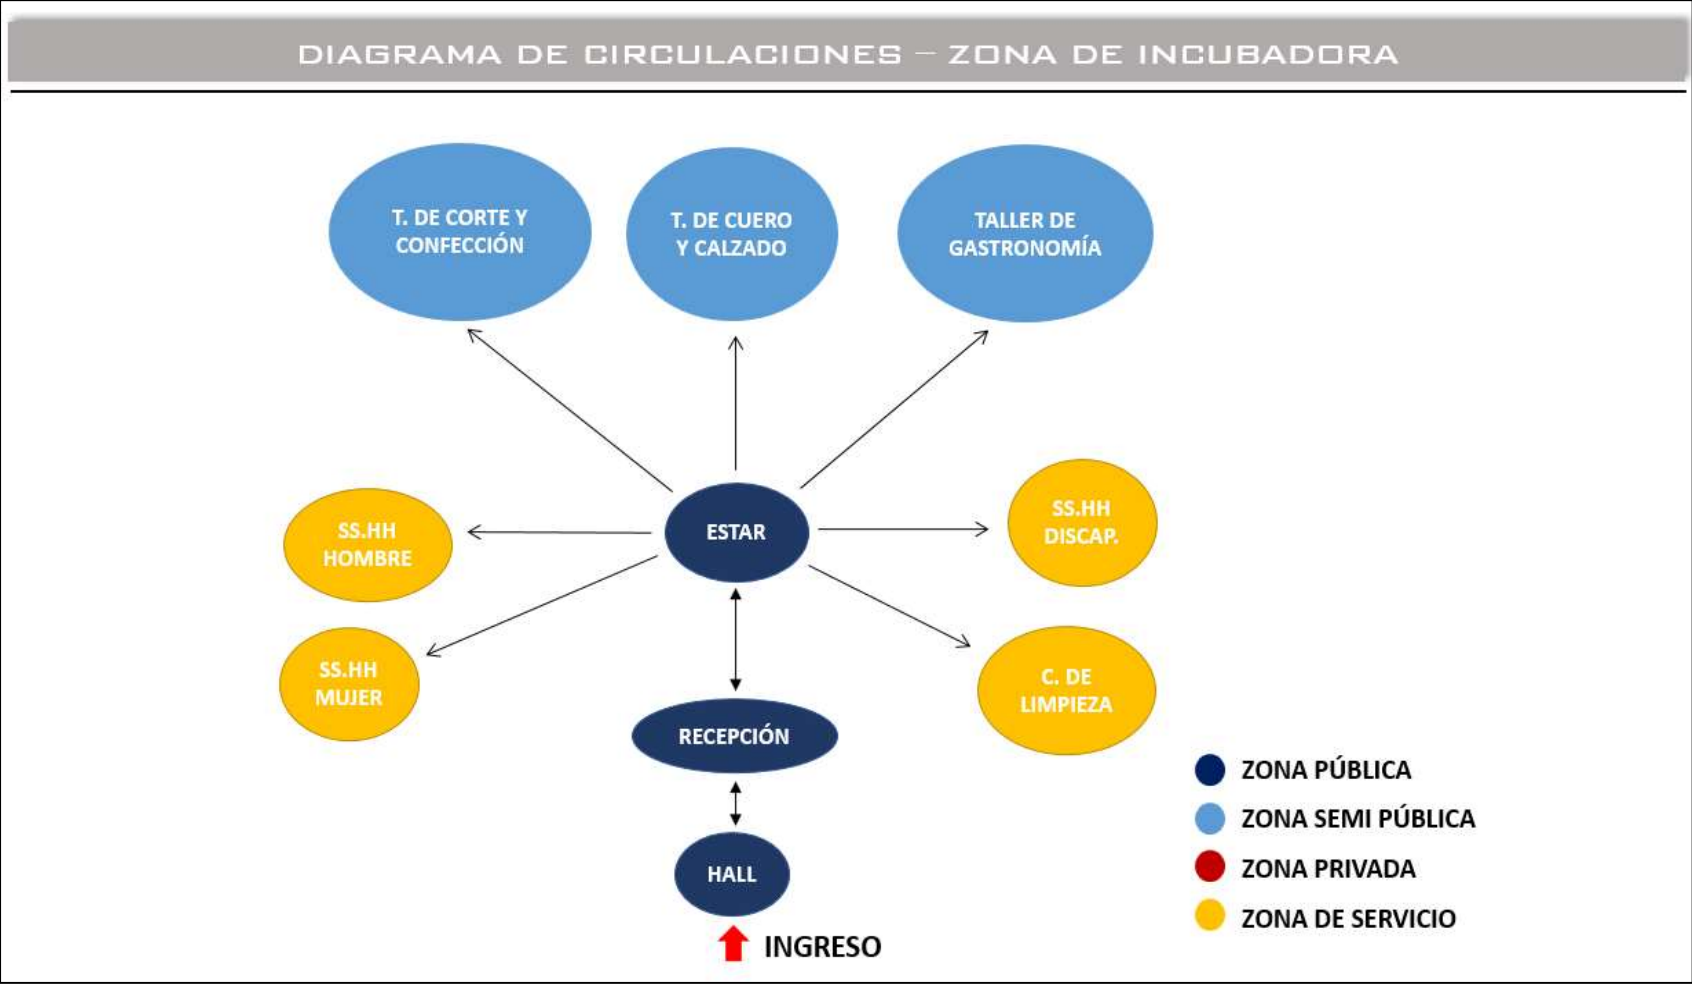 DIAGRAMA DE CIRCULACIONES – ZONA DE INCUBADORA
T. DE CORTE Y
CONFECCIÓN
T. DE CUERO
Y CALZADO
TALLER DE
GASTRONOMÍA
SS.HH
HOMBRE
ESTAR
SS.HH
DISCAP.
SS.HH
MUJER
C. DE
LIMPIEZA
RECEPCIÓN
HALL
INGRESO
ZONA PÚBLICA
ZONA SEMI PÚBLICA
ZONA PRIVADA
ZONA DE SERVICIO